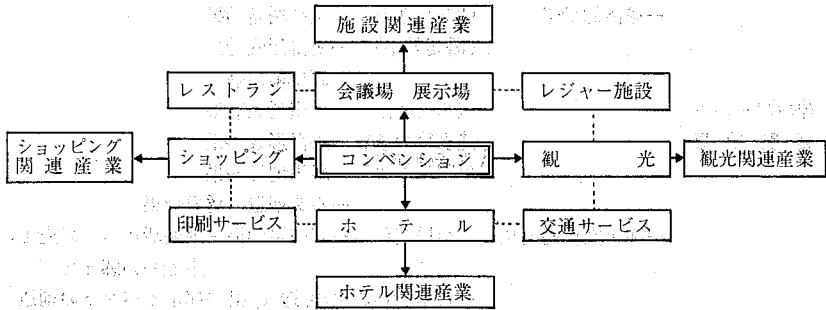 施設関連産業
レストラン
会議場 展示場
レジャー施設
ショッピング
関連産業
ショッピング
コンベンション
観光
観光関連産業
印刷サービス
ホテル
交通サービス
ホテル関連産業